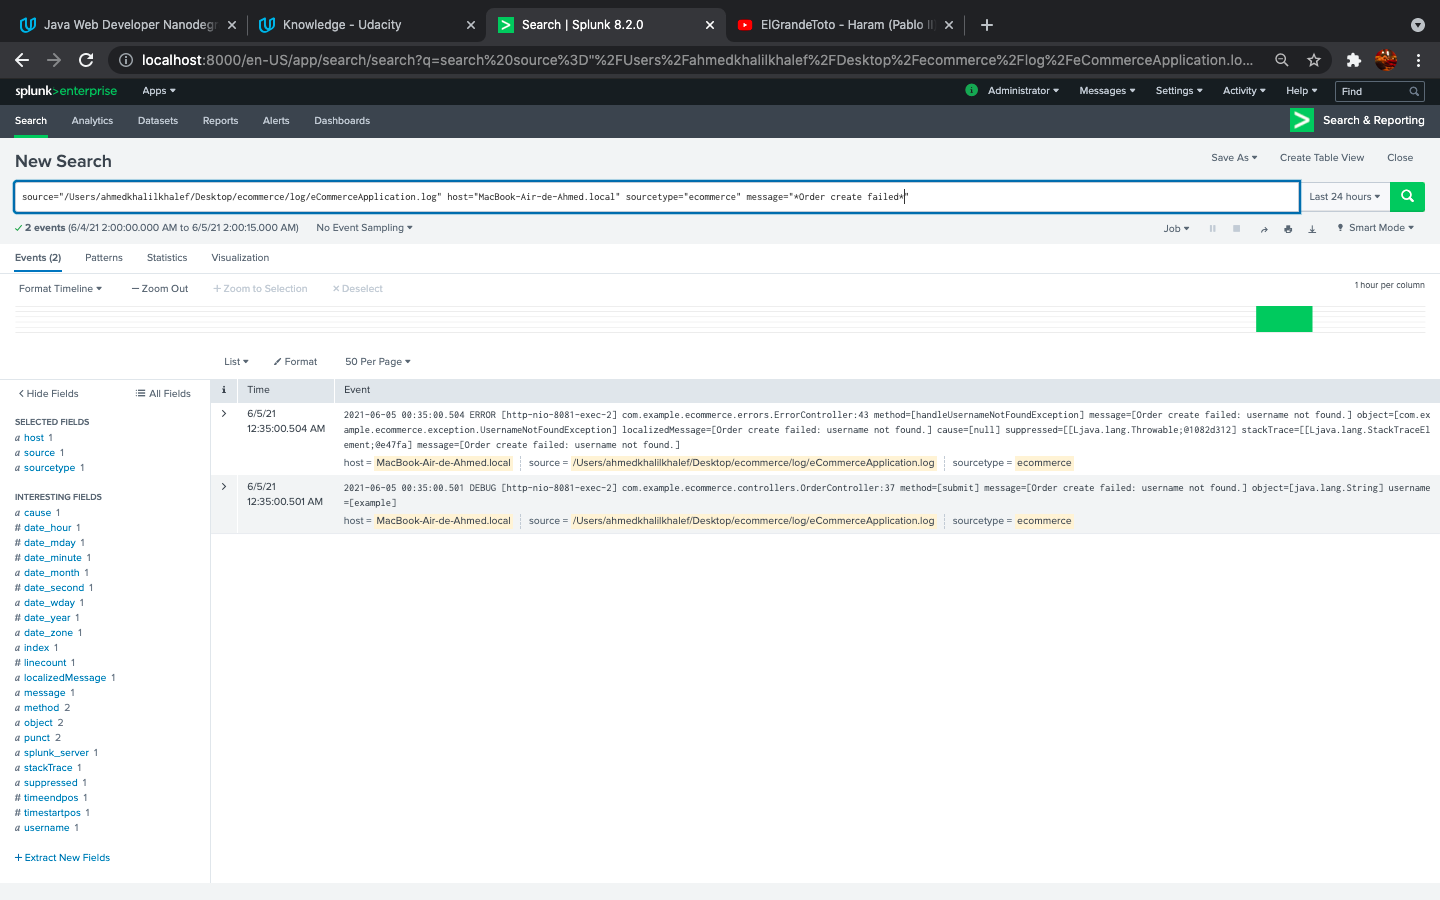 Java Web Developer Nanodegr
Knowledge - Udacity
Search | Splunk 8.2.0
ElGrandeToto - Haram (Pablo II
localhost:8000/en-US/app/search/search?q=search%20source%3D"%2FUsers%2Fahmedkhalilkhalef%2FDesktop%2Fecommerce%2Flog%2FeCommerceApplication.lo...
splunk>enterprise Apps
Administrator Messages Settings Activity Help Find
Search Analytics Datasets Reports Alerts Dashboards
Search & Reporting
New Search
Save As Create Table View Close
source="/Users/ahmedkhalilkhalef/Desktop/ecommerce/log/eCommerceApplication.log" host="MacBook-Air-de-Ahmed.local" sourcetype="ecommerce" message="*Order create failed*"
Last 24 hours
2 events (6/4/21 2:00:00.000 AM to 6/5/21 2:00:15.000 AM) No Event Sampling
Job Smart Mode
Events (2) Patterns Statistics Visualization
Format Timeline — Zoom Out + Zoom to Selection × Deselect
1 hour per column
List Format 50 Per Page
< Hide Fields All Fields
i Time Event
SELECTED FIELDS
a host 1
a source 1
a sourcetype 1
INTERESTING FIELDS
a cause 1
# date_hour 1
# date_mday 1
# date_minute 1
a date_month 1
# date_second 1
a date_wday 1
# date_year 1
a date_zone 1
a index 1
# linecount 1
a localizedMessage 1
a message 1
a method 2
a object 2
a punct 2
a splunk_server 1
a stackTrace 1
a suppressed 1
# timeendpos 1
# timestartpos 1
a username 1
+ Extract New Fields
6/5/21
12:35:00.504 AM
2021-06-05 00:35:00.504 ERROR [http-nio-8081-exec-2] com.example.ecommerce.errors.ErrorController:43 method=[handleUsernameNotFoundException] message=[Order create failed: username not found.] object=[com.ex
ample.ecommerce.exception.UsernameNotFoundException] localizedMessage=[Order create failed: username not found.] cause=[null] suppressed=[[Ljava.lang.Throwable;@1082d312] stackTrace=[[Ljava.lang.StackTraceEl
ement;@e47fa] message=[Order create failed: username not found.]
host = MacBook-Air-de-Ahmed.local source = /Users/ahmedkhalilkhalef/Desktop/ecommerce/log/eCommerceApplication.log sourcetype = ecommerce
6/5/21
12:35:00.501 AM
2021-06-05 00:35:00.501 DEBUG [http-nio-8081-exec-2] com.example.ecommerce.controllers.OrderController:37 method=[submit] message=[Order create failed: username not found.] object=[java.lang.String] username
=[example]
host = MacBook-Air-de-Ahmed.local source = /Users/ahmedkhalilkhalef/Desktop/ecommerce/log/eCommerceApplication.log sourcetype = ecommerce